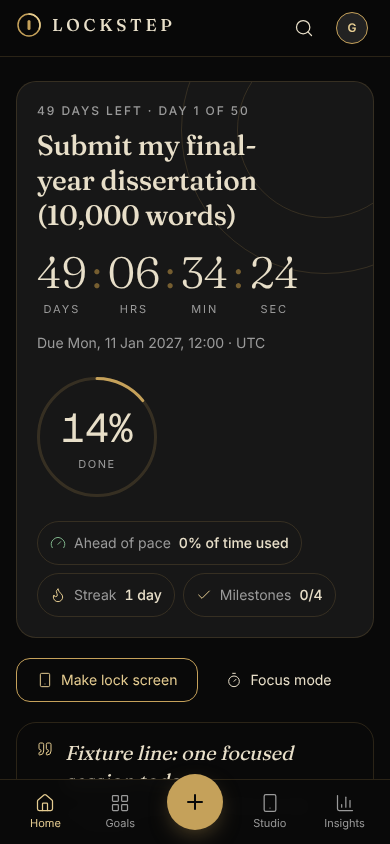 LOCKSTEP
G
49 DAYS LEFT · DAY 1 OF 50
Submit my final-
year dissertation
(10,000 words)
49:06:34:24
DAYS HRS MIN SEC
Due Mon, 11 Jan 2027, 12:00 · UTC
14%
DONE
Ahead of pace 0% of time used
Streak 1 day
Milestones 0/4
Make lock screen
Focus mode
Fixture line: one focused
Home
Goals
Studio
Insights